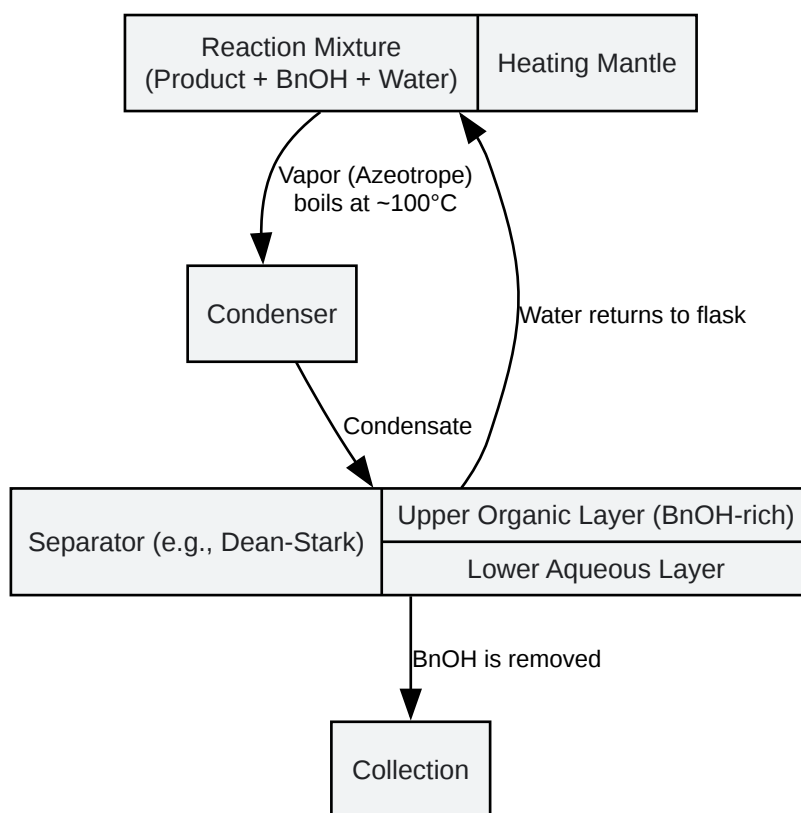 Reaction Mixture
(Product + BnOH + Water)
Heating Mantle
Vapor (Azeotrope)
boils at ~100°C
Condenser
Water returns to flask
Condensate
Separator (e.g., Dean-Stark)
Upper Organic Layer (BnOH-rich)
Lower Aqueous Layer
BnOH is removed
Collection